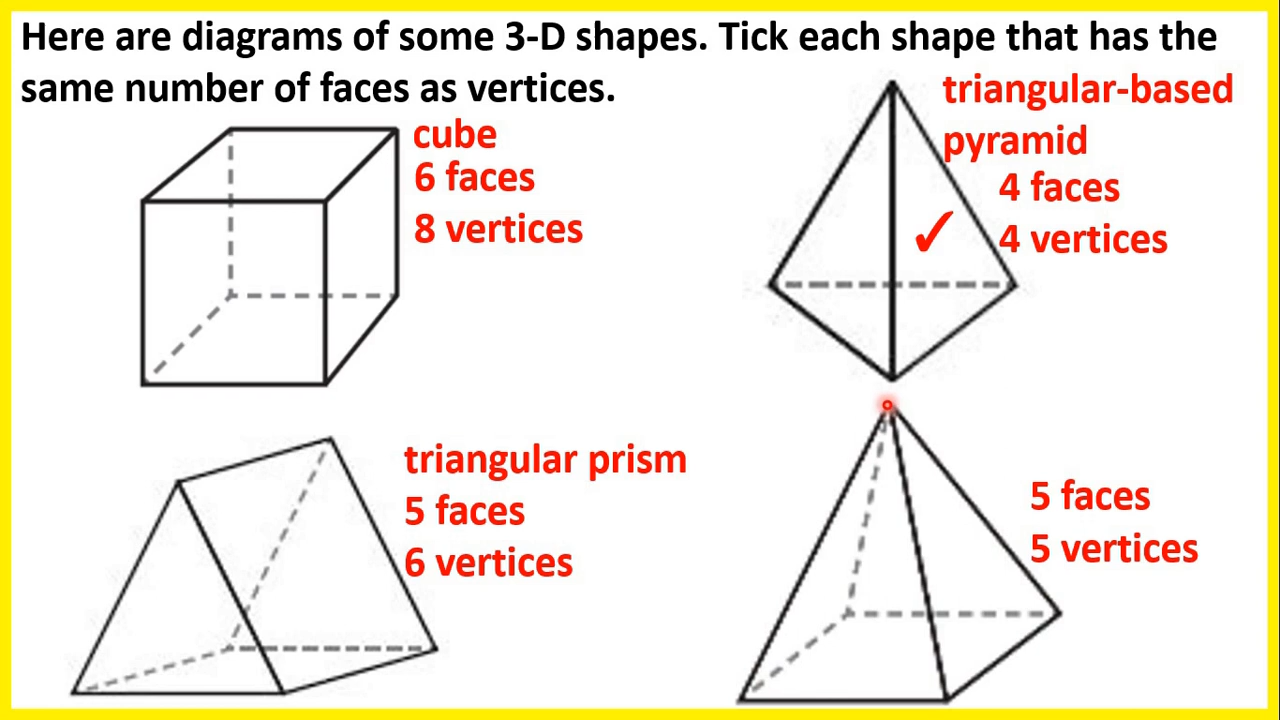 Here are diagrams of some 3-D shapes. Tick each shape that has the
same number of faces as vertices.
cube
6 faces
8 vertices
triangular-based
pyramid
4 faces
4 vertices
triangular prism
5 faces
6 vertices
5 faces
5 vertices